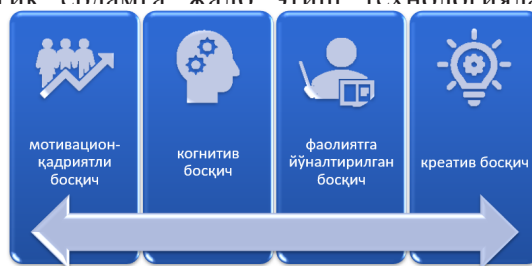 мотивацион-
қадриятли
босқич
когнитив
босқич
фаолиятга
йўналтирилган
босқич
креатив босқич